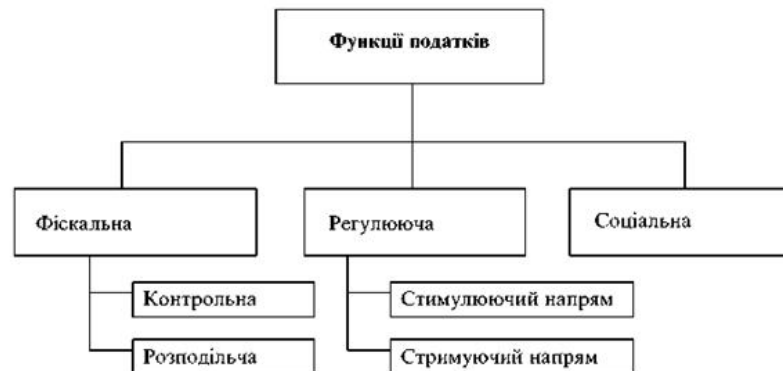 Функції податків
Фіскальна
Регулююча
Соціальна
Контрольна
Стимулюючий напрям
Розподільча
Стримуючий напрям